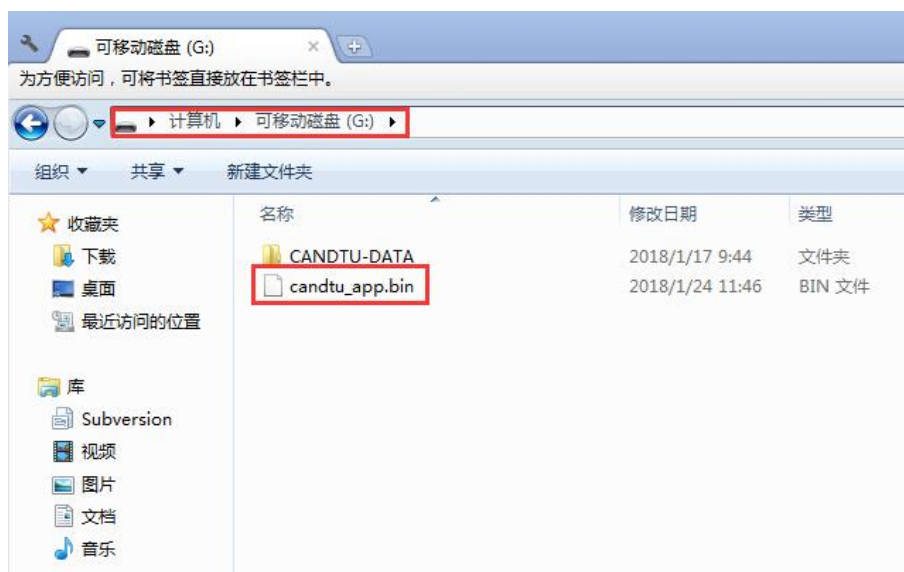 可移动磁盘 (G:)
为方便访问，可将书签直接放在书签栏中。
计算机 可移动磁盘 (G:)
组织 共享 新建文件夹
名称 修改日期 类型
收藏夹
下载
桌面
最近访问的位置
库
Subversion
视频
图片
文档
音乐
CANDTU-DATA 2018/1/17 9:44 文件夹
candtu_app.bin 2018/1/24 11:46 BIN 文件